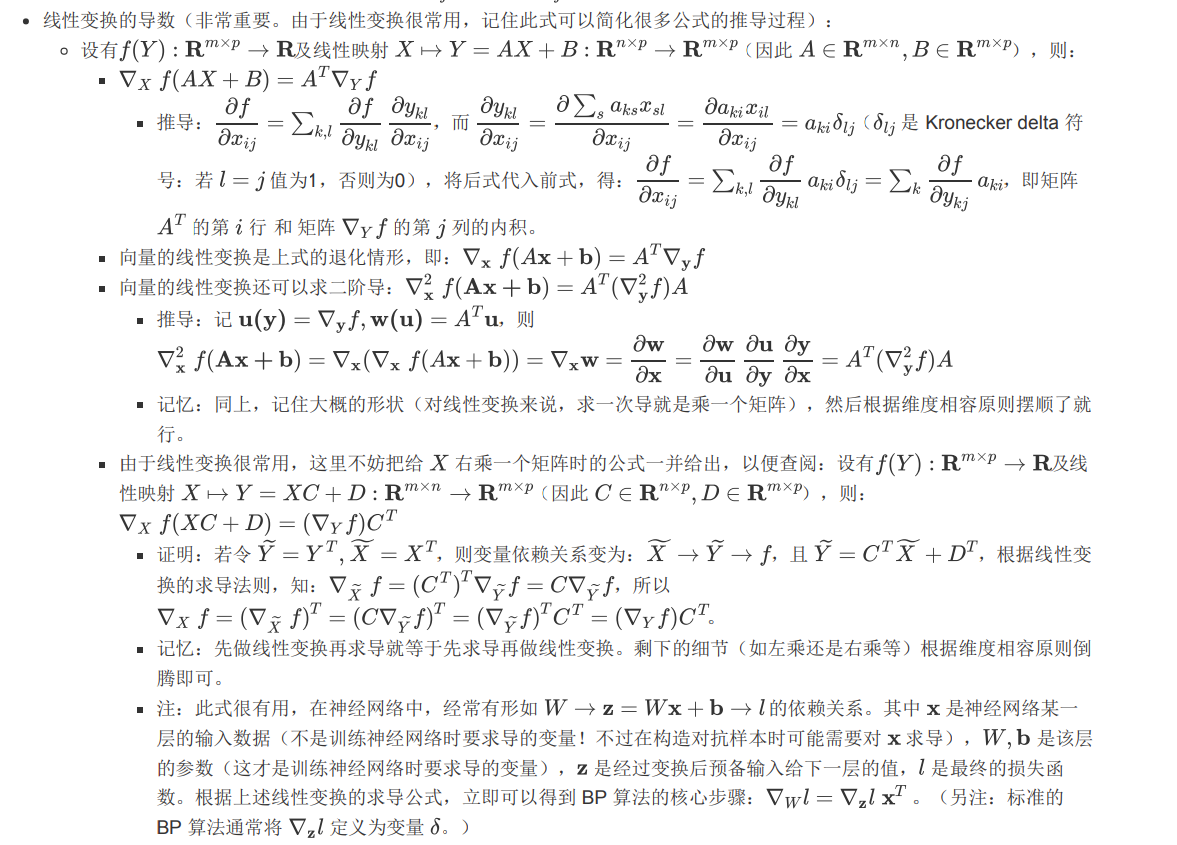 • 线性变换的导数（非常重要。由于线性变换很常用，记住此式可以简化很多公式的推导过程）：
◦ 设有 $f(Y): \mathbf{R}^{m\times p} \to \mathbf{R}$及线性映射 $X \mapsto Y = AX + B : \mathbf{R}^{n\times p} \to \mathbf{R}^{m\times p}$（因此 $A \in \mathbf{R}^{m\times n}, B \in \mathbf{R}^{m\times p}$），则：
▪ $\nabla_X f(AX + B) = A^T \nabla_Y f$
▪ 推导：$\dfrac{\partial f}{\partial x_{ij}} = \sum_{k,l} \dfrac{\partial f}{\partial y_{kl}} \dfrac{\partial y_{kl}}{\partial x_{ij}}$，而 $\dfrac{\partial y_{kl}}{\partial x_{ij}} = \dfrac{\partial \sum_s a_{ks} x_{sl}}{\partial x_{ij}} = \dfrac{\partial a_{ki} x_{il}}{\partial x_{ij}} = a_{ki} \delta_{lj}$（$\delta_{lj}$ 是 Kronecker delta 符
号：若 $l = j$ 值为1，否则为0），将后式代入前式，得：$\dfrac{\partial f}{\partial x_{ij}} = \sum_{k,l} \dfrac{\partial f}{\partial y_{kl}} a_{ki} \delta_{lj} = \sum_k \dfrac{\partial f}{\partial y_{kj}} a_{ki}$，即矩阵
$A^T$ 的第 $i$ 行 和 矩阵 $\nabla_Y f$ 的第 $j$ 列的内积。
▪ 向量的线性变换是上式的退化情形，即：$\nabla_{\mathbf{x}} f(A\mathbf{x} + \mathbf{b}) = A^T \nabla_{\mathbf{y}} f$
▪ 向量的线性变换还可以求二阶导：$\nabla^2_{\mathbf{x}} f(\mathbf{Ax + b}) = A^T (\nabla^2_{\mathbf{y}} f) A$
▪ 推导：记 $\mathbf{u(y)} = \nabla_{\mathbf{y}} f, \mathbf{w(u)} = A^T \mathbf{u}$，则
$\nabla^2_{\mathbf{x}} f(\mathbf{Ax + b}) = \nabla_{\mathbf{x}} (\nabla_{\mathbf{x}} f(A\mathbf{x} + \mathbf{b})) = \nabla_{\mathbf{x}} \mathbf{w} = \dfrac{\partial \mathbf{w}}{\partial \mathbf{x}} = \dfrac{\partial \mathbf{w}}{\partial \mathbf{u}} \dfrac{\partial \mathbf{u}}{\partial \mathbf{y}} \dfrac{\partial \mathbf{y}}{\partial \mathbf{x}} = A^T (\nabla^2_{\mathbf{y}} f) A$
▪ 记忆：同上，记住大概的形状（对线性变换来说，求一次导就是乘一个矩阵），然后根据维度相容原则摆顺了就
行。
▪ 由于线性变换很常用，这里不妨把给 $X$ 右乘一个矩阵时的公式一并给出，以便查阅：设有 $f(Y): \mathbf{R}^{m\times p} \to \mathbf{R}$及线
性映射 $X \mapsto Y = XC + D : \mathbf{R}^{m\times n} \to \mathbf{R}^{m\times p}$（因此 $C \in \mathbf{R}^{n\times p}, D \in \mathbf{R}^{m\times p}$），则：
$\nabla_X f(XC + D) = (\nabla_Y f) C^T$
▪ 证明：若令 $\widetilde{Y} = Y^T, \widetilde{X} = X^T$，则变量依赖关系变为：$\widetilde{X} \to \widetilde{Y} \to f$，且 $\widetilde{Y} = C^T \widetilde{X} + D^T$，根据线性变
换的求导法则，知：$\nabla_{\widetilde{X}} f = (C^T)^T \nabla_{\widetilde{Y}} f = C \nabla_{\widetilde{Y}} f$，所以
$\nabla_X f = (\nabla_{\widetilde{X}} f)^T = (C \nabla_{\widetilde{Y}} f)^T = (\nabla_{\widetilde{Y}} f)^T C^T = (\nabla_Y f) C^T$。
▪ 记忆：先做线性变换再求导就等于先求导再做线性变换。剩下的细节（如左乘还是右乘等）根据维度相容原则倒
腾即可。
▪ 注：此式很有用，在神经网络中，经常有形如 $W \to \mathbf{z} = W\mathbf{x} + \mathbf{b} \to l$ 的依赖关系。其中 $\mathbf{x}$ 是神经网络某一
层的输入数据（不是训练神经网络时要求导的变量！不过在构造对抗样本时可能需要对 $\mathbf{x}$ 求导），$W, \mathbf{b}$ 是该层
的参数（这才是训练神经网络时要求导的变量），$\mathbf{z}$ 是经过变换后预备输入给下一层的值，$l$ 是最终的损失函
数。根据上述线性变换的求导公式，立即可以得到 BP 算法的核心步骤：$\nabla_W l = \nabla_{\mathbf{z}} l \ \mathbf{x}^T$ 。（另注：标准的
BP 算法通常将 $\nabla_{\mathbf{z}} l$ 定义为变量 $\delta$。）